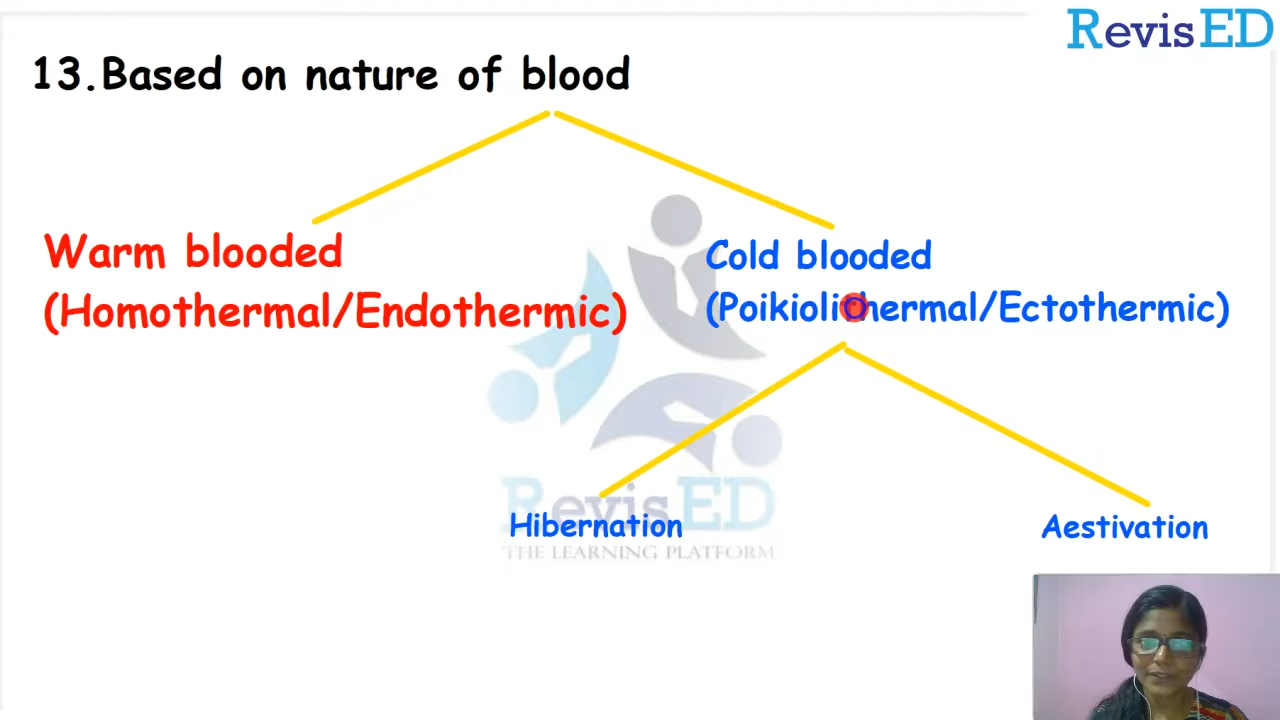 RevisED
13.Based on nature of blood
Warm blooded
(Homothermal/Endothermic)
Cold blooded
(Poikiolithermal/Ectothermic)
Hibernation
Aestivation
RevisED
THE LEARNING PLATFORM